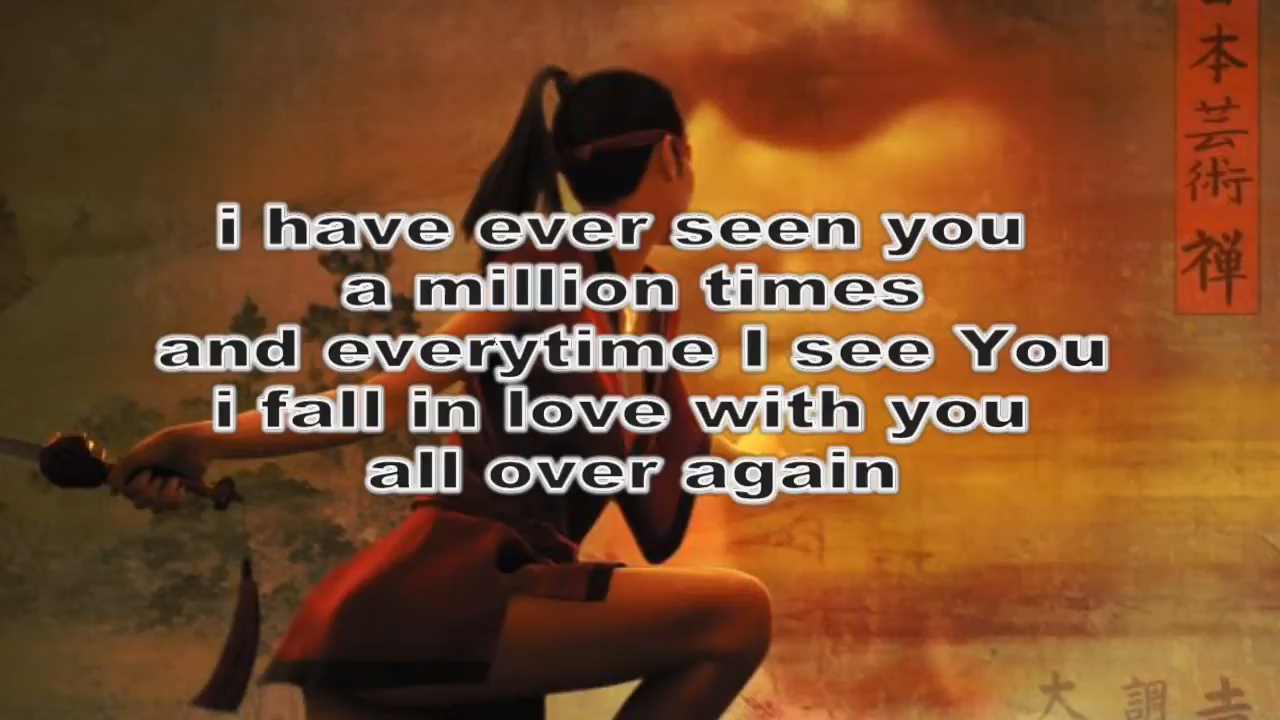 i have ever seen you
a million times
and everytime I see You
i fall in love with you
all over again
本芸術 禅
大調